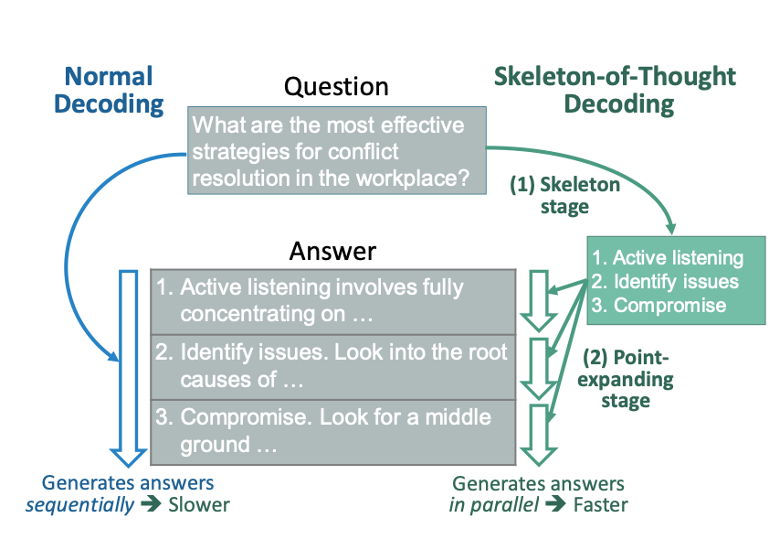 Normal
Decoding
Question
Skeleton-of-Thought
Decoding
What are the most effective
strategies for conflict
resolution in the workplace?
(1) Skeleton
stage
1. Active listening
2. Identify issues
3. Compromise
Answer
1. Active listening involves fully
concentrating on …
2. Identify issues. Look into the root
causes of …
3. Compromise. Look for a middle
ground …
(2) Point-
expanding
stage
Generates answers
sequentially ➔ Slower
Generates answers
in parallel ➔ Faster